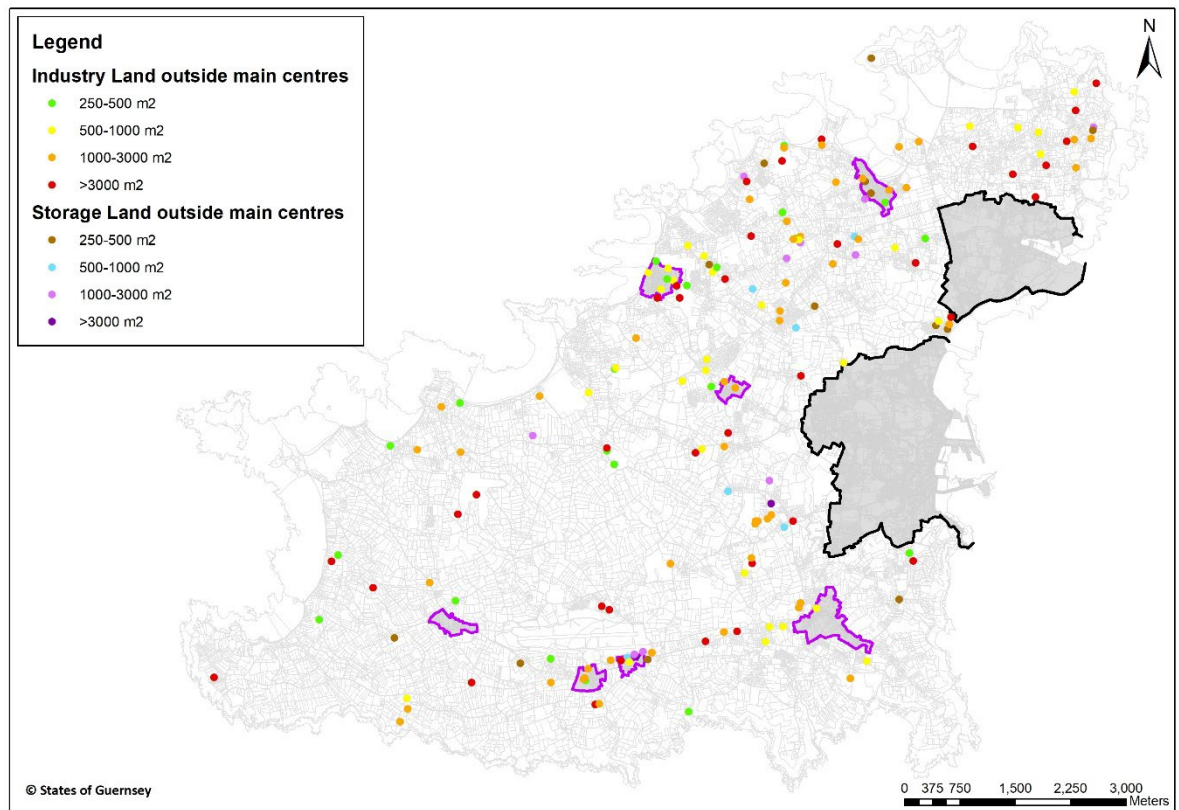 Legend
Industry Land outside main centres
250-500 m2
500-1000 m2
1000-3000 m2
>3000 m2
Storage Land outside main centres
250-500 m2
500-1000 m2
1000-3000 m2
>3000 m2
N
© States of Guernsey
0 375 750 1,500 2,250 3,000
Meters